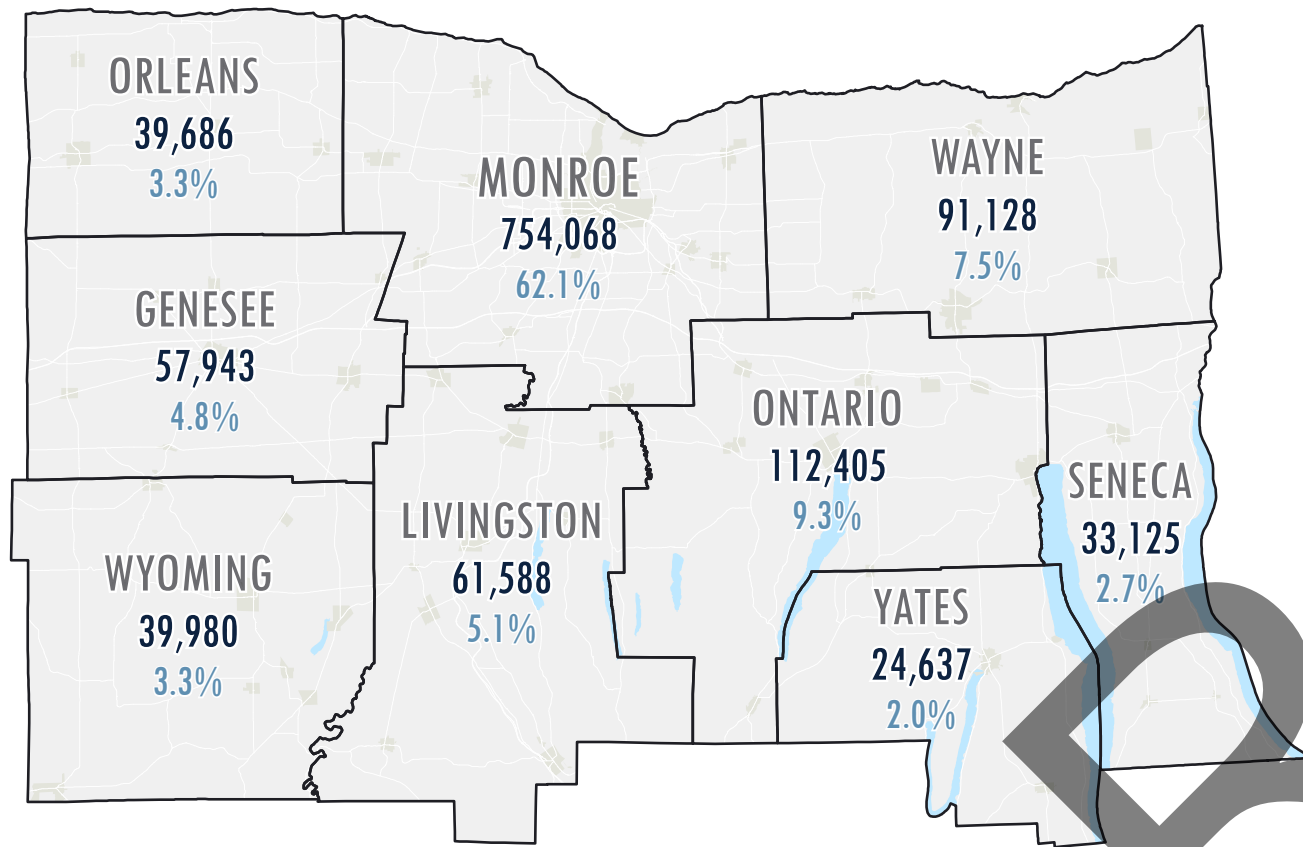 ORLEANS
39,686
3.3%
MONROE
754,068
62.1%
WAYNE
91,128
7.5%
GENESEE
57,943
4.8%
ONTARIO
112,405
9.3%
SENECA
33,125
2.7%
LIVINGSTON
61,588
5.1%
WYOMING
39,980
3.3%
YATES
24,637
2.0%